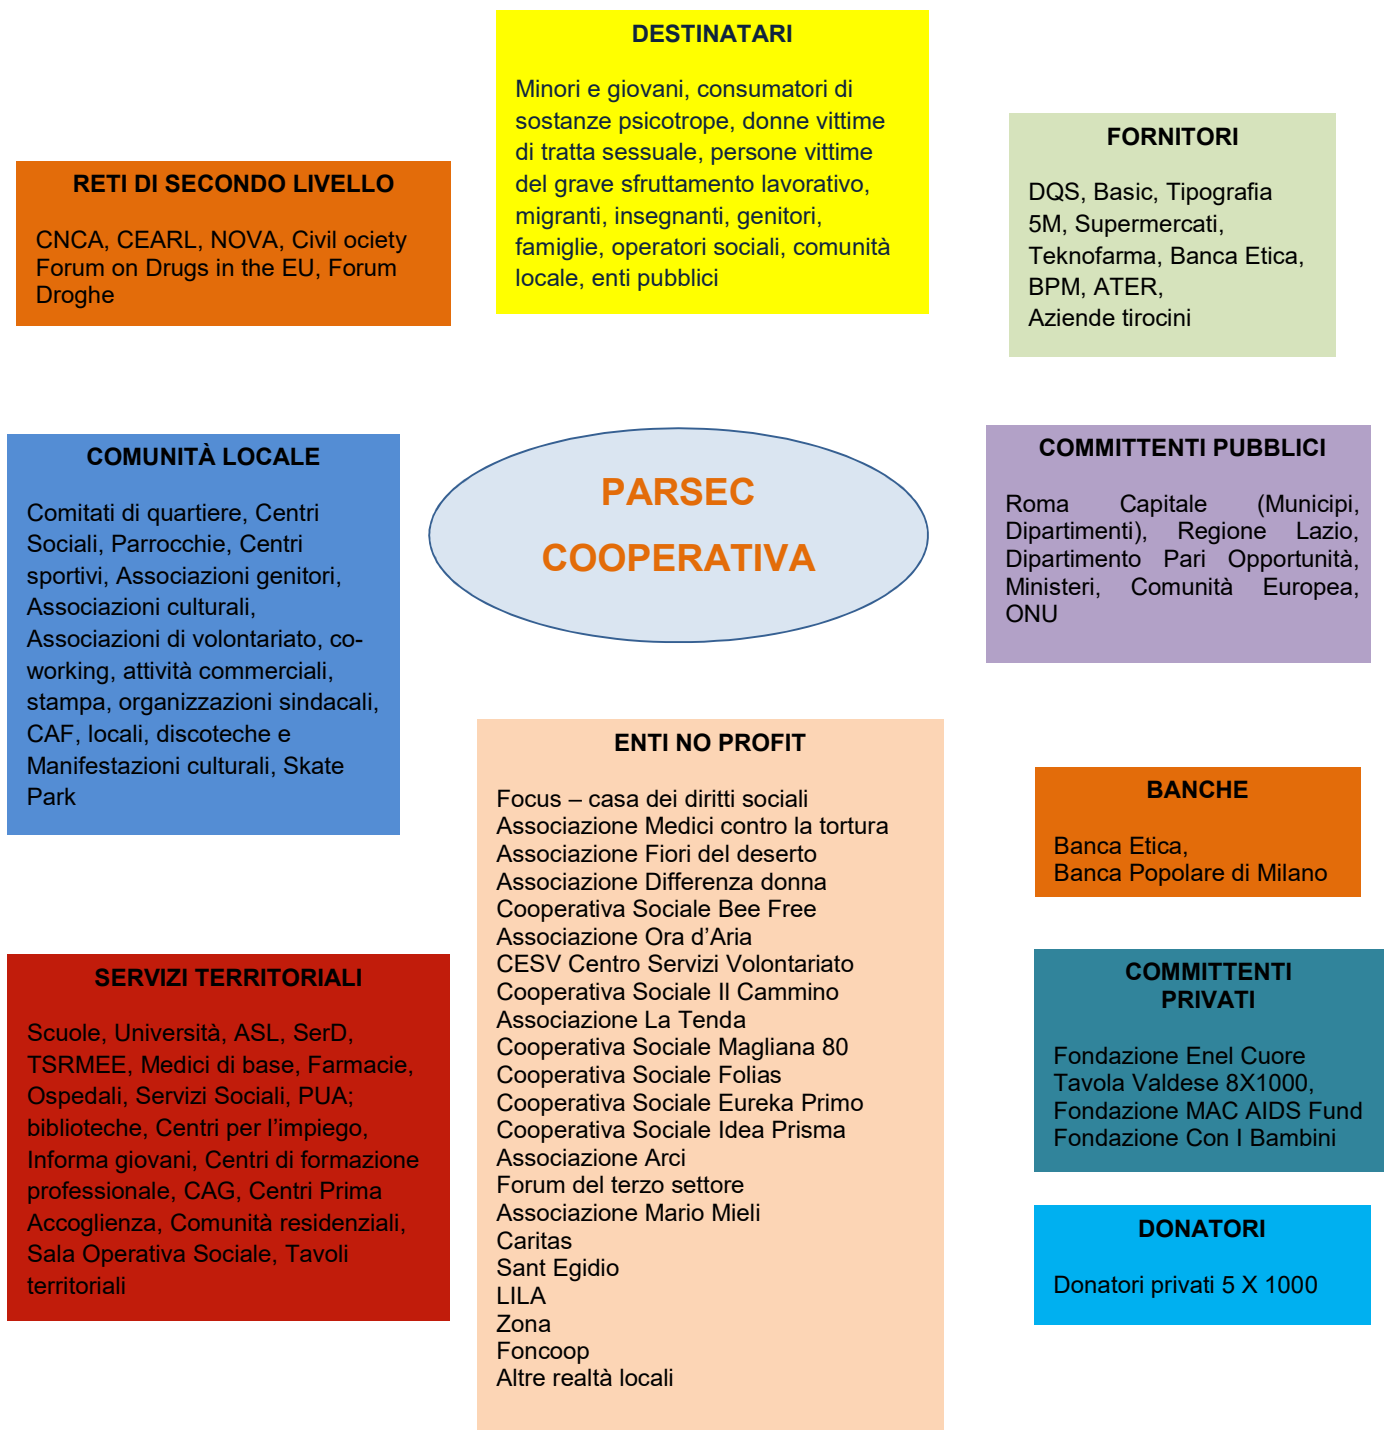 DESTINATARI
Minori e giovani, consumatori di
sostanze psicotrope, donne vittime
di tratta sessuale, persone vittime
del grave sfruttamento lavorativo,
migranti, insegnanti, genitori,
famiglie, operatori sociali, comunità
locale, enti pubblici
FORNITORI
DQS, Basic, Tipografia
5M, Supermercati,
Teknofarma, Banca Etica,
BPM, ATER,
Aziende tirocini
RETI DI SECONDO LIVELLO
CNCA, CEARL, NOVA, Civil ociety
Forum on Drugs in the EU, Forum
Droghe
COMUNITÀ LOCALE
Comitati di quartiere, Centri
Sociali, Parrocchie, Centri
sportivi, Associazioni genitori,
Associazioni culturali,
Associazioni di volontariato, co-
working, attività commerciali,
stampa, organizzazioni sindacali,
CAF, locali, discoteche e
Manifestazioni culturali, Skate
Park
PARSEC
COOPERATIVA
COMMITTENTI PUBBLICI
Roma Capitale (Municipi,
Dipartimenti), Regione Lazio,
Dipartimento Pari Opportunità,
Ministeri, Comunità Europea,
ONU
ENTI NO PROFIT
Focus – casa dei diritti sociali
Associazione Medici contro la tortura
Associazione Fiori del deserto
Associazione Differenza donna
Cooperativa Sociale Bee Free
Associazione Ora d’Aria
CESV Centro Servizi Volontariato
Cooperativa Sociale Il Cammino
Associazione La Tenda
Cooperativa Sociale Magliana 80
Cooperativa Sociale Folias
Cooperativa Sociale Eureka Primo
Cooperativa Sociale Idea Prisma
Associazione Arci
Forum del terzo settore
Associazione Mario Mieli
Caritas
Sant Egidio
LILA
Zona
Foncoop
Altre realtà locali
BANCHE
Banca Etica,
Banca Popolare di Milano
SERVIZI TERRITORIALI
Scuole, Università, ASL, SerD,
TSRMEE, Medici di base, Farmacie,
Ospedali, Servizi Sociali, PUA;
biblioteche, Centri per l’impiego,
Informa giovani, Centri di formazione
professionale, CAG, Centri Prima
Accoglienza, Comunità residenziali,
Sala Operativa Sociale, Tavoli
territoriali
COMMITTENTI
PRIVATI
Fondazione Enel Cuore
Tavola Valdese 8X1000,
Fondazione MAC AIDS Fund
Fondazione Con I Bambini
DONATORI
Donatori privati 5 X 1000